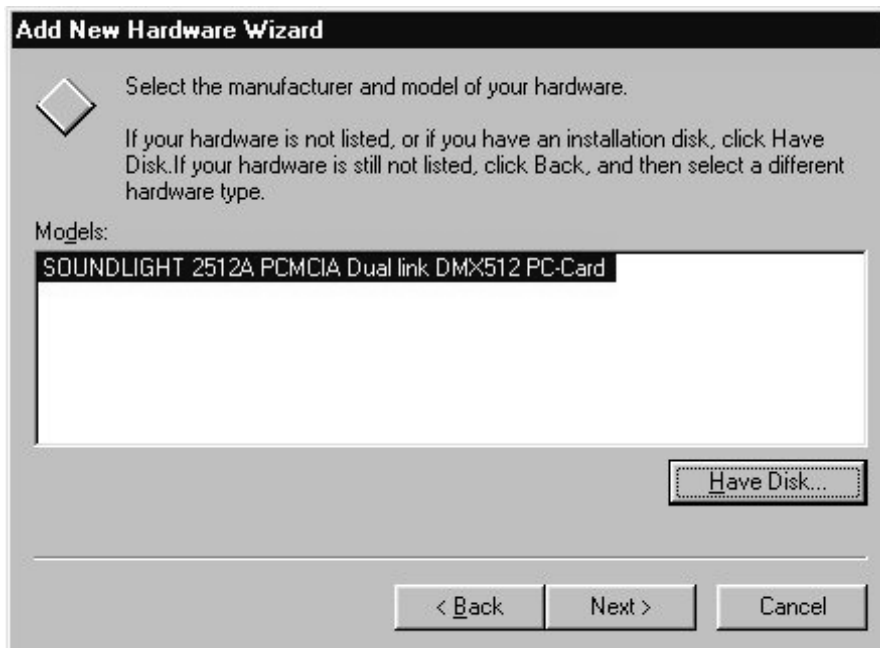 Add New Hardware Wizard
Select the manufacturer and model of your hardware.
If your hardware is not listed, or if you have an installation disk, click Have
Disk.If your hardware is still not listed, click Back, and then select a different
hardware type.
Models:
SOUNDLIGHT 2512A PCMCIA Dual link DMX512 PC-Card
Have Disk...
< Back Next > Cancel